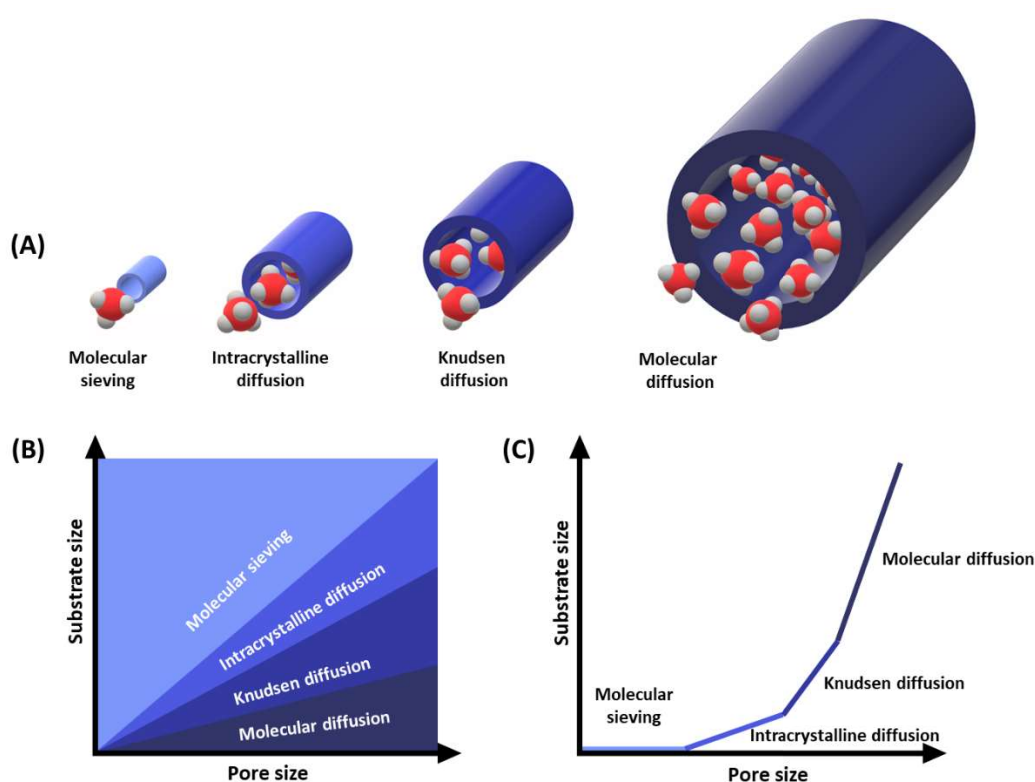 (A)
Molecular
sieving
Intracrystalline
diffusion
Knudsen
diffusion
Molecular
diffusion
(B)
Substrate size
Molecular sieving
Intracrystalline diffusion
Knudsen diffusion
Molecular diffusion
Pore size
(C)
Substrate size
Molecular diffusion
Knudsen diffusion
Molecular
sieving
Intracrystalline diffusion
Pore size